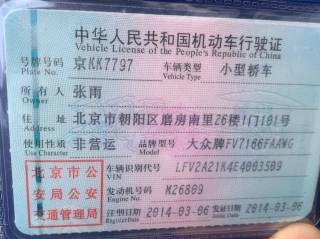 中华人民共和国机动车行驶证
Vehicle License of the People's Republic of China
号牌号码 京KK7797 车辆类型 小型轿车
Plate No. Vehicle Type
所有人 张雨
Owner
住址 北京市朝阳区磨房南里26楼1门191号
Address
使用性质 非营运 品牌型号 大众牌FV7166FAAWG
Use Character Model
北京市公安局公安交通管理局
车辆识别代号 LFV2A21K4E4003509
VIN
发动机号码 M26809
Engine No.
注册日期 2014-03-06 发证日期 2014-03-06
Register Date Issue Date